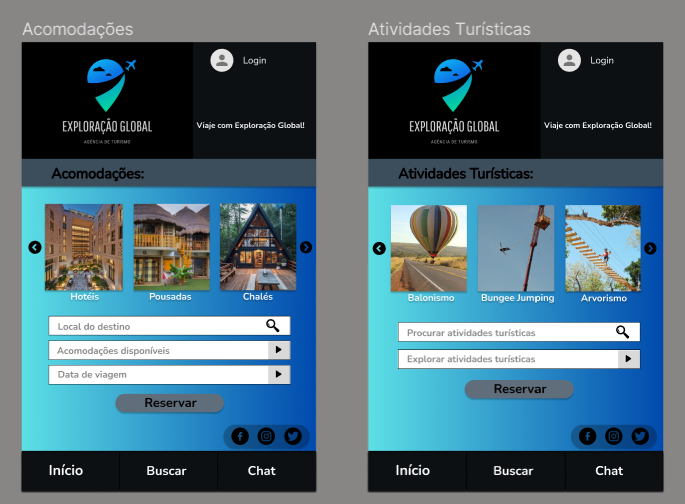 Acomodações
Login
EXPLORAÇÃO GLOBAL
AGÊNCIA DE TURISMO
Viaje com Exploração Global!
Acomodações:
Hotéis
Pousadas
Chalés
Local do destino
Acomodações disponíveis
Data de viagem
Reservar
Início
Buscar
Chat
Atividades Turísticas
Login
EXPLORAÇÃO GLOBAL
AGÊNCIA DE TURISMO
Viaje com Exploração Global!
Atividades Turísticas:
Balonismo
Bungee Jumping
Arvorismo
Procurar atividades turísticas
Explorar atividades turísticas
Reservar
Início
Buscar
Chat